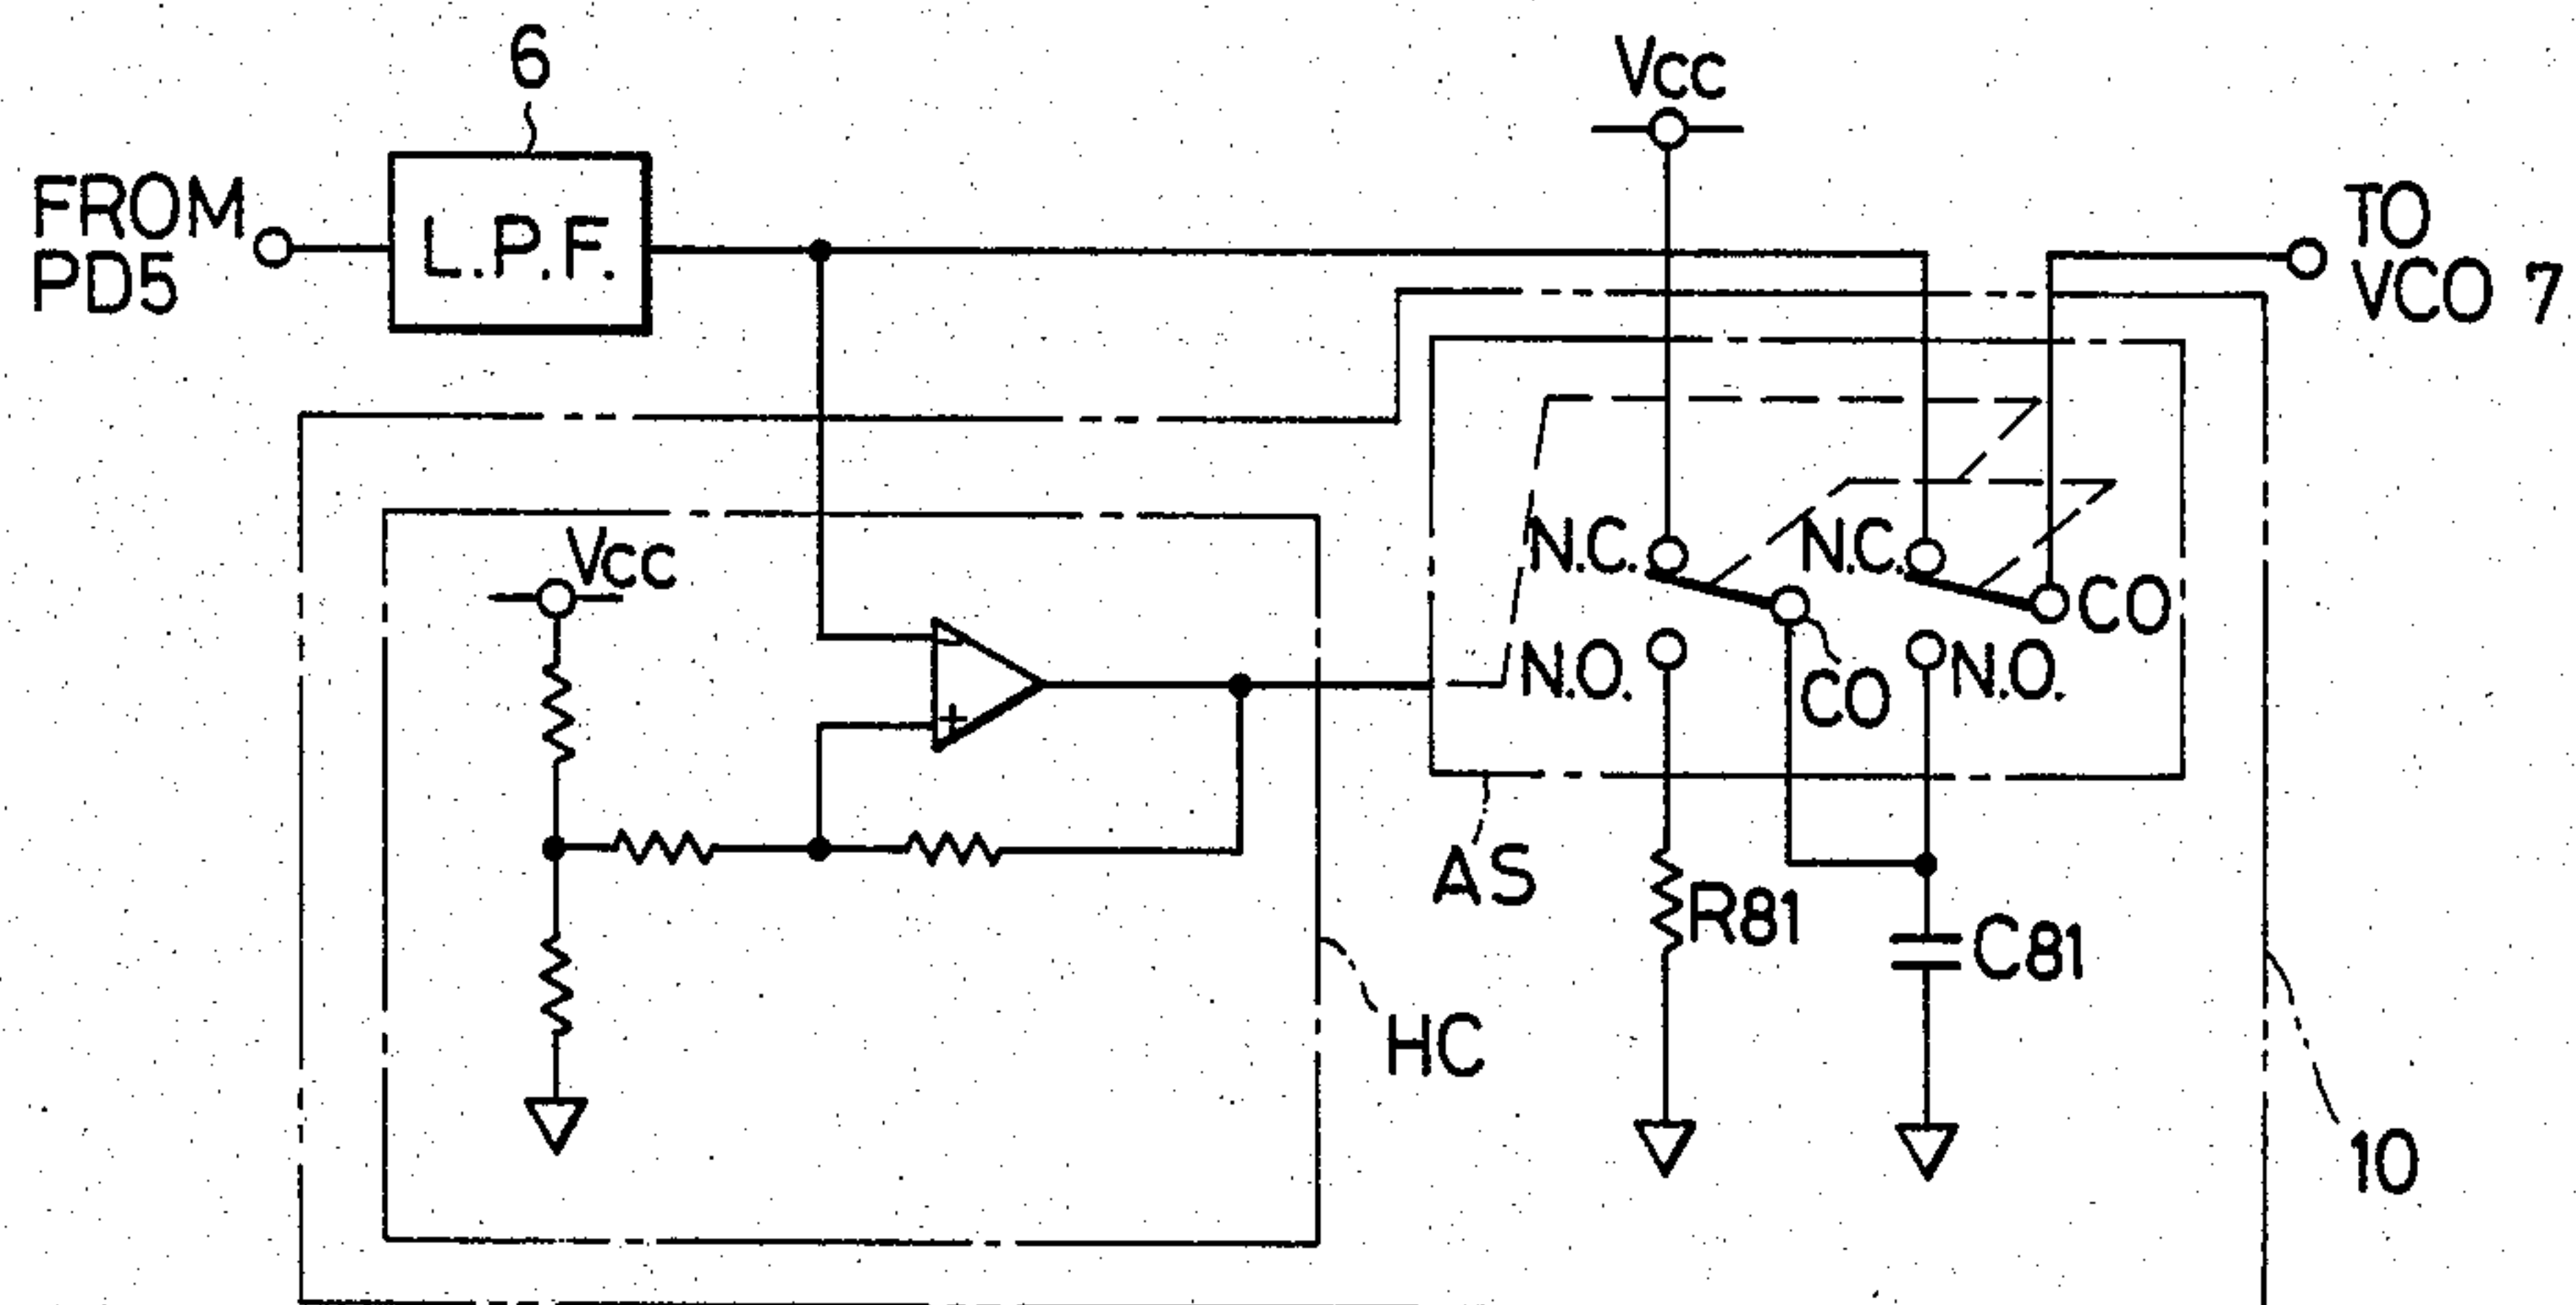 6
Vcc
FROM
PD5
L.P.F.
TO
VCO 7
Vcc
N.C.
N.C.
CO
N.O.
CO
N.O.
-
+
AS
R81
C81
HC
10